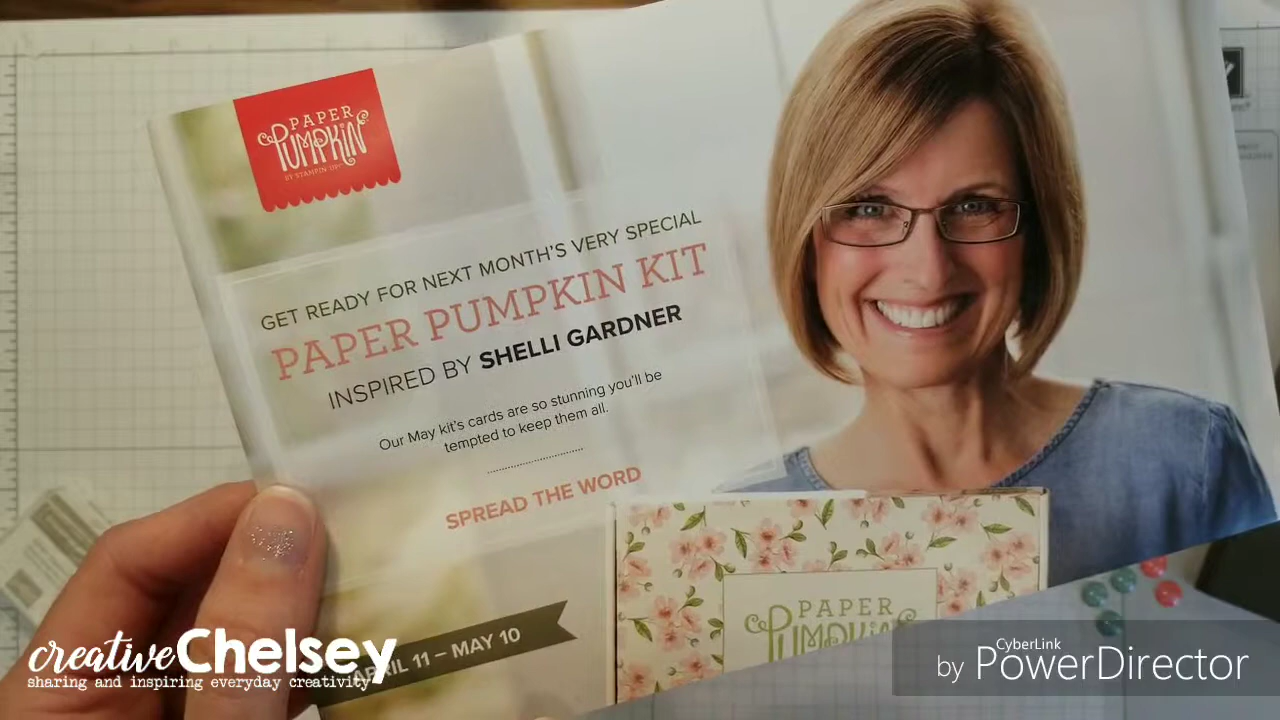 PAPER
PUMPKIN
BY STAMPIN' UP!
GET READY FOR NEXT MONTH'S VERY SPECIAL
PAPER PUMPKIN KIT
INSPIRED BY SHELLI GARDNER
Our May kit's cards are so stunning you'll be
tempted to keep them all.
SPREAD THE WORD
APRIL 11 – MAY 10
PAPER
PUMPKIN
creativeChelsey
sharing and inspiring everyday creativity
CyberLink
by PowerDirector